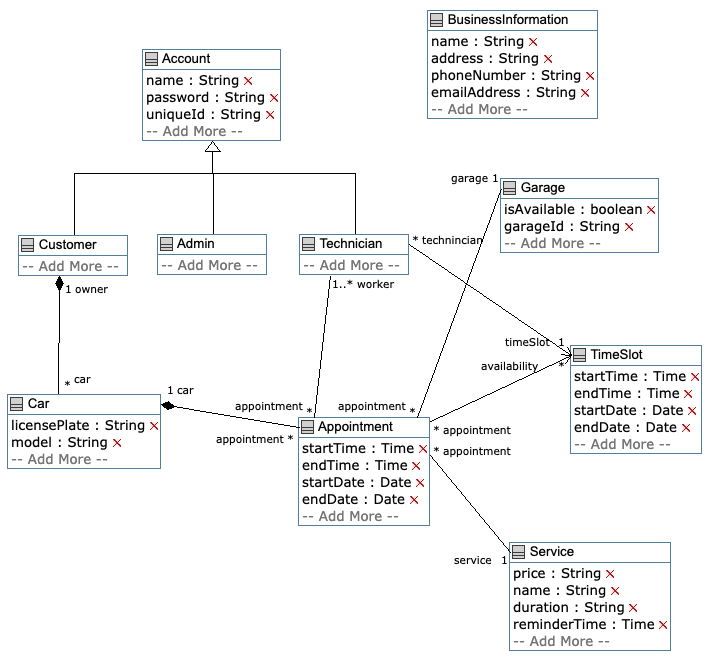 BusinessInformation
name : String ×
address : String ×
phoneNumber : String ×
emailAddress : String ×
-- Add More --
Account
name : String ×
password : String ×
uniqueId : String ×
-- Add More --
garage 1
Garage
isAvailable : boolean ×
garageId : String ×
-- Add More --
Customer
-- Add More --
Admin
-- Add More --
Technician
-- Add More --
* technincian
1 owner
1..* worker
timeSlot 1
availability *
TimeSlot
startTime : Time ×
endTime : Time ×
startDate : Date ×
endDate : Date ×
-- Add More --
* car
1 car
Car
licensePlate : String ×
model : String ×
-- Add More --
appointment *
appointment *
appointment *
Appointment
startTime : Time ×
endTime : Time ×
startDate : Date ×
endDate : Date ×
-- Add More --
* appointment
* appointment
service 1
Service
price : String ×
name : String ×
duration : String ×
reminderTime : Time ×
-- Add More --